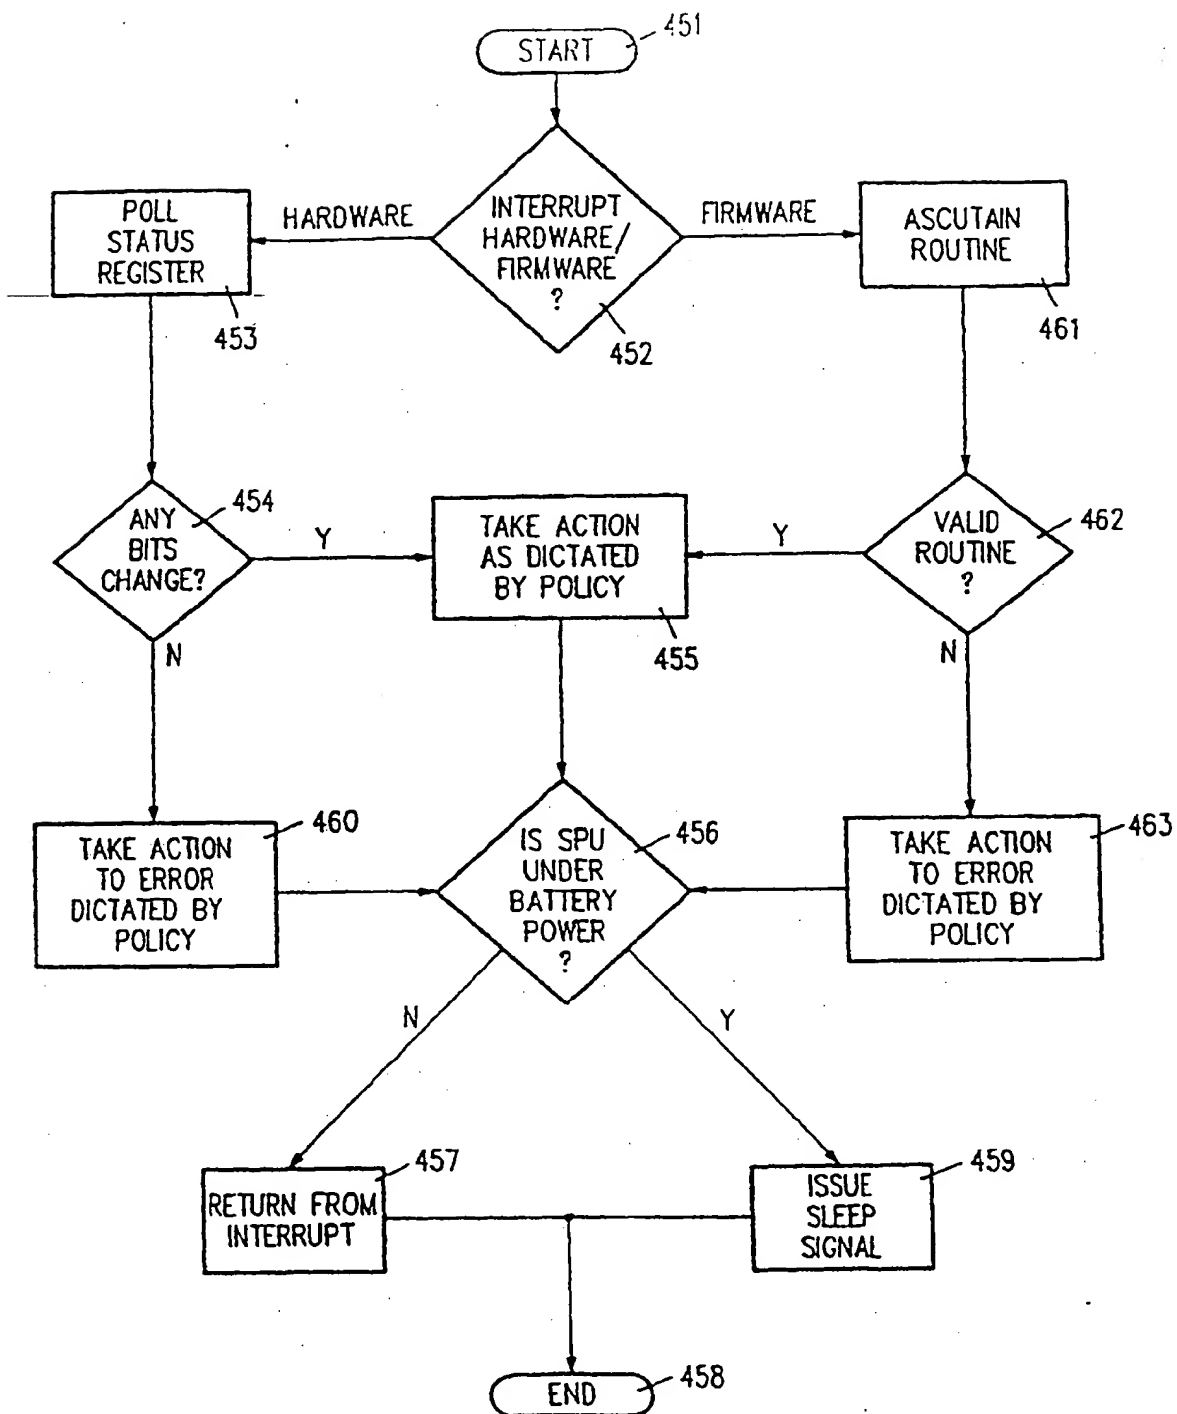 START
451
INTERRUPT
HARDWARE/
FIRMWARE
?
452
HARDWARE
FIRMWARE
POLL
STATUS
REGISTER
453
ASCUTAIN
ROUTINE
461
ANY
BITS
CHANGE?
454
Y
N
TAKE ACTION
AS DICTATED
BY POLICY
455
VALID
ROUTINE
?
462
Y
N
TAKE ACTION
TO ERROR
DICTATED BY
POLICY
460
IS SPU
UNDER
BATTERY
POWER
?
456
TAKE ACTION
TO ERROR
DICTATED BY
POLICY
463
N
Y
RETURN FROM
INTERRUPT
457
ISSUE
SLEEP
SIGNAL
459
END
458